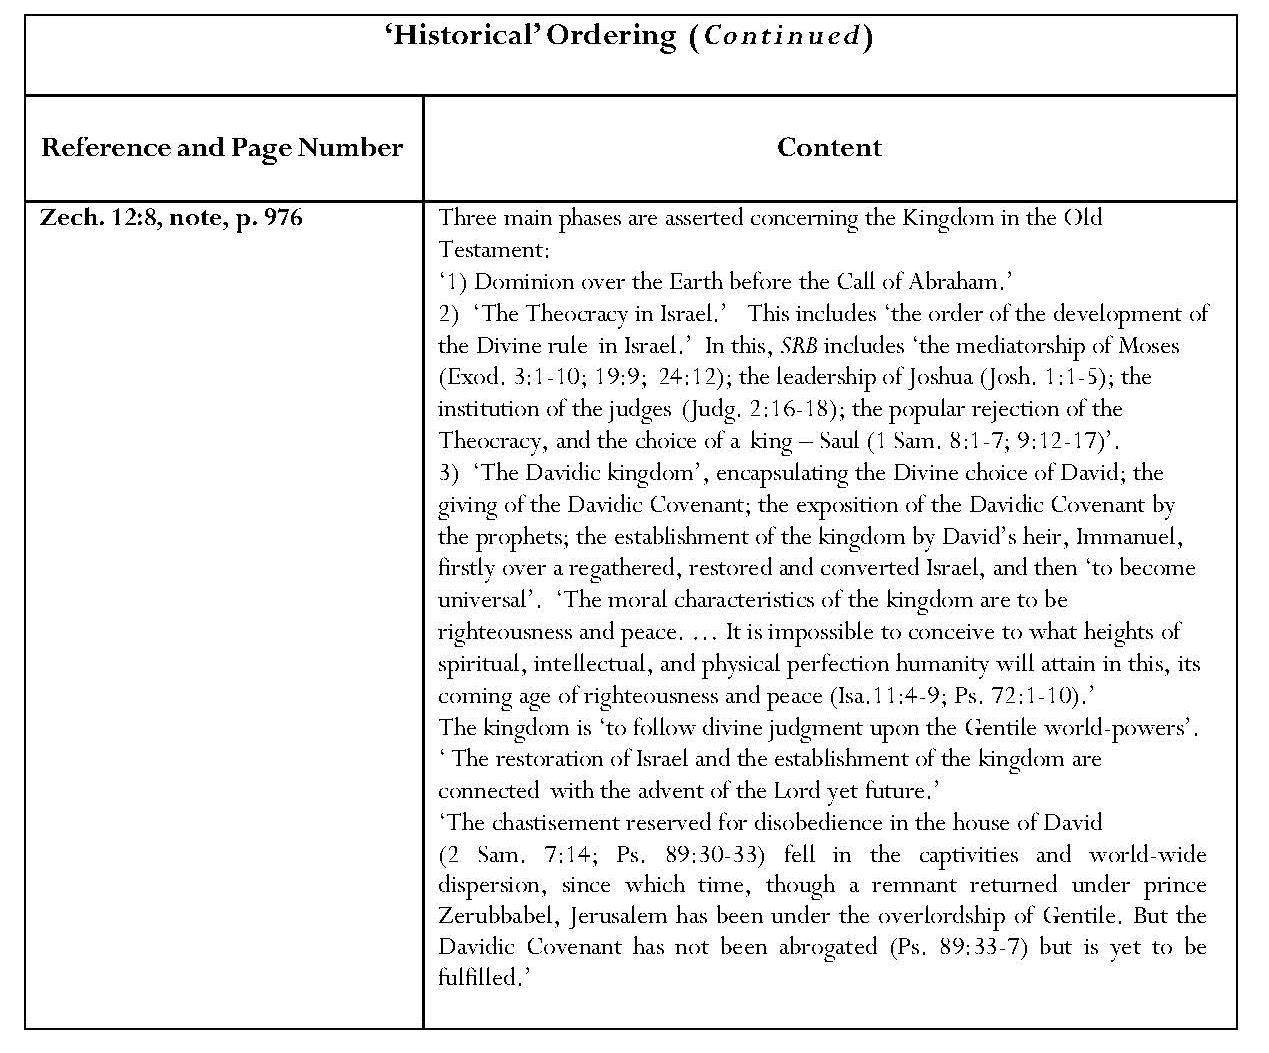 ‘Historical’ Ordering (Continued)
Reference and Page Number
Content
Zech. 12:8, note, p. 976
Three main phases are asserted concerning the Kingdom in the Old
Testament:
‘1) Dominion over the Earth before the Call of Abraham.’
2) ‘The Theocracy in Israel.’ This includes ‘the order of the development of
the Divine rule in Israel.’ In this, SRB includes ‘the mediatorship of Moses
(Exod. 3:1-10; 19:9; 24:12); the leadership of Joshua (Josh. 1:1-5); the
institution of the judges (Judg. 2:16-18); the popular rejection of the
Theocracy, and the choice of a king – Saul (1 Sam. 8:1-7; 9:12-17)’.
3) ‘The Davidic kingdom’, encapsulating the Divine choice of David; the
giving of the Davidic Covenant; the exposition of the Davidic Covenant by
the prophets; the establishment of the kingdom by David’s heir, Immanuel,
firstly over a regathered, restored and converted Israel, and then ‘to become
universal’. ‘The moral characteristics of the kingdom are to be
righteousness and peace. … It is impossible to conceive to what heights of
spiritual, intellectual, and physical perfection humanity will attain in this, its
coming age of righteousness and peace (Isa.11:4-9; Ps. 72:1-10).’
The kingdom is ‘to follow divine judgment upon the Gentile world-powers’.
‘ The restoration of Israel and the establishment of the kingdom are
connected with the advent of the Lord yet future.’
‘The chastisement reserved for disobedience in the house of David
(2 Sam. 7:14; Ps. 89:30-33) fell in the captivities and world-wide
dispersion, since which time, though a remnant returned under prince
Zerubbabel, Jerusalem has been under the overlordship of Gentile. But the
Davidic Covenant has not been abrogated (Ps. 89:33-7) but is yet to be
fulfilled.’